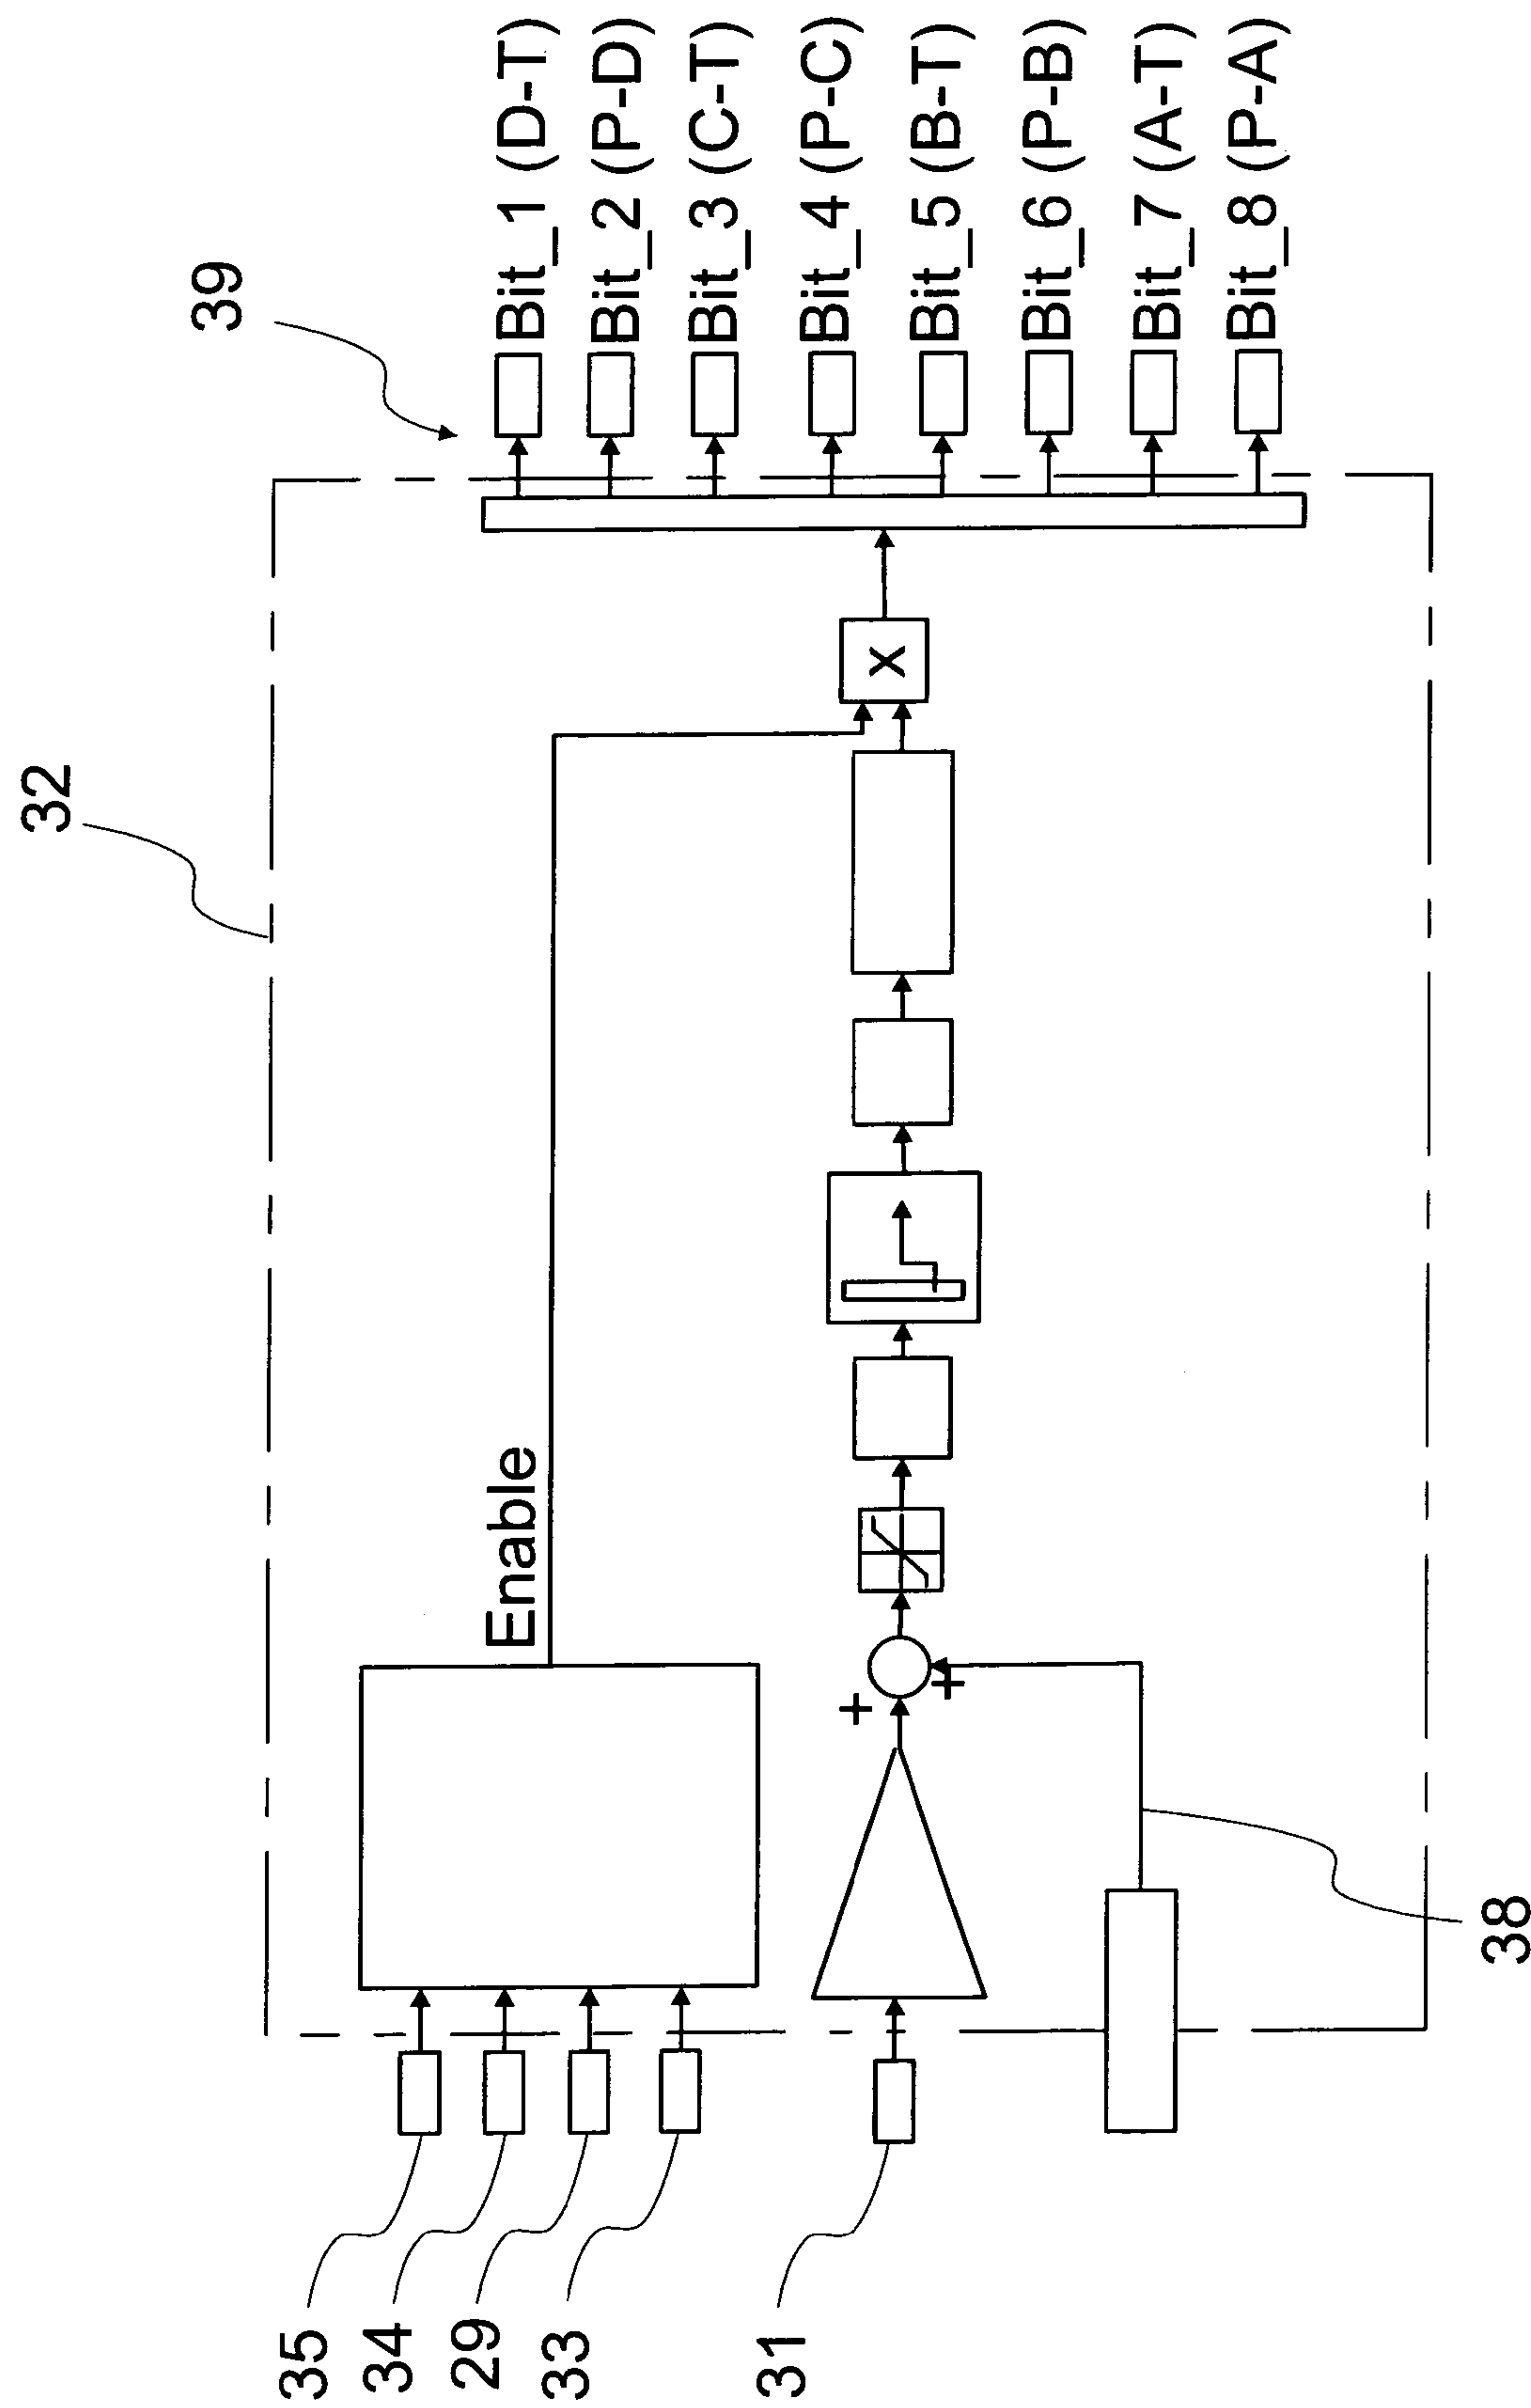 32
39
Bit_1 (D-T)
Bit_2 (P-D)
Bit_3 (C-T)
Bit_4 (P-C)
Bit_5 (B-T)
Bit_6 (P-B)
Bit_7 (A-T)
Bit_8 (P-A)
Enable
X
+
+
35
34
29
33
31
38